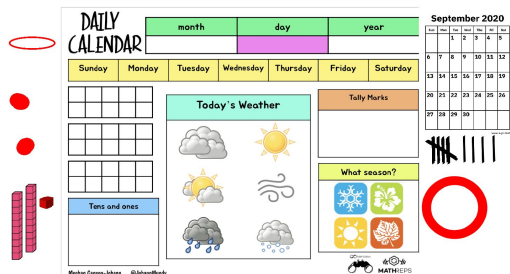 DAILY
CALENDAR
month day year
Sunday Monday Tuesday Wednesday Thursday Friday Saturday
Today's Weather
Tally Marks
What season?
Tens and ones
MATHREPS
September 2020
Sun Mon Tue Wed Thu Fri Sat
1 2 3 4 5
6 7 8 9 10 11 12
13 14 15 16 17 18 19
20 21 22 23 24 25 26
27 28 29 30